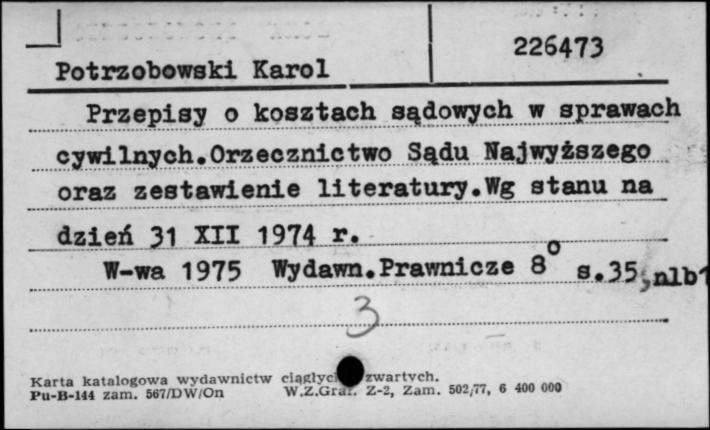 226473
Potrzobowski Karol
Przepisy o kosztach sądowych w sprawach
cywilnych.Orzecznictwo Sądu Najwyższego
oraz zestawienie literatury.Wg stanu na
dzień 31 XII 1974 r.
W-wa 1975 Wydawn.Prawnicze 8° s.35,nlb1
3
Karta katalogowa wydawnictw zwartych.
Pu-B-144 zam. 567/DW/On W.Z.Graf. Z-2, Zam. 502/77, 6 400 000